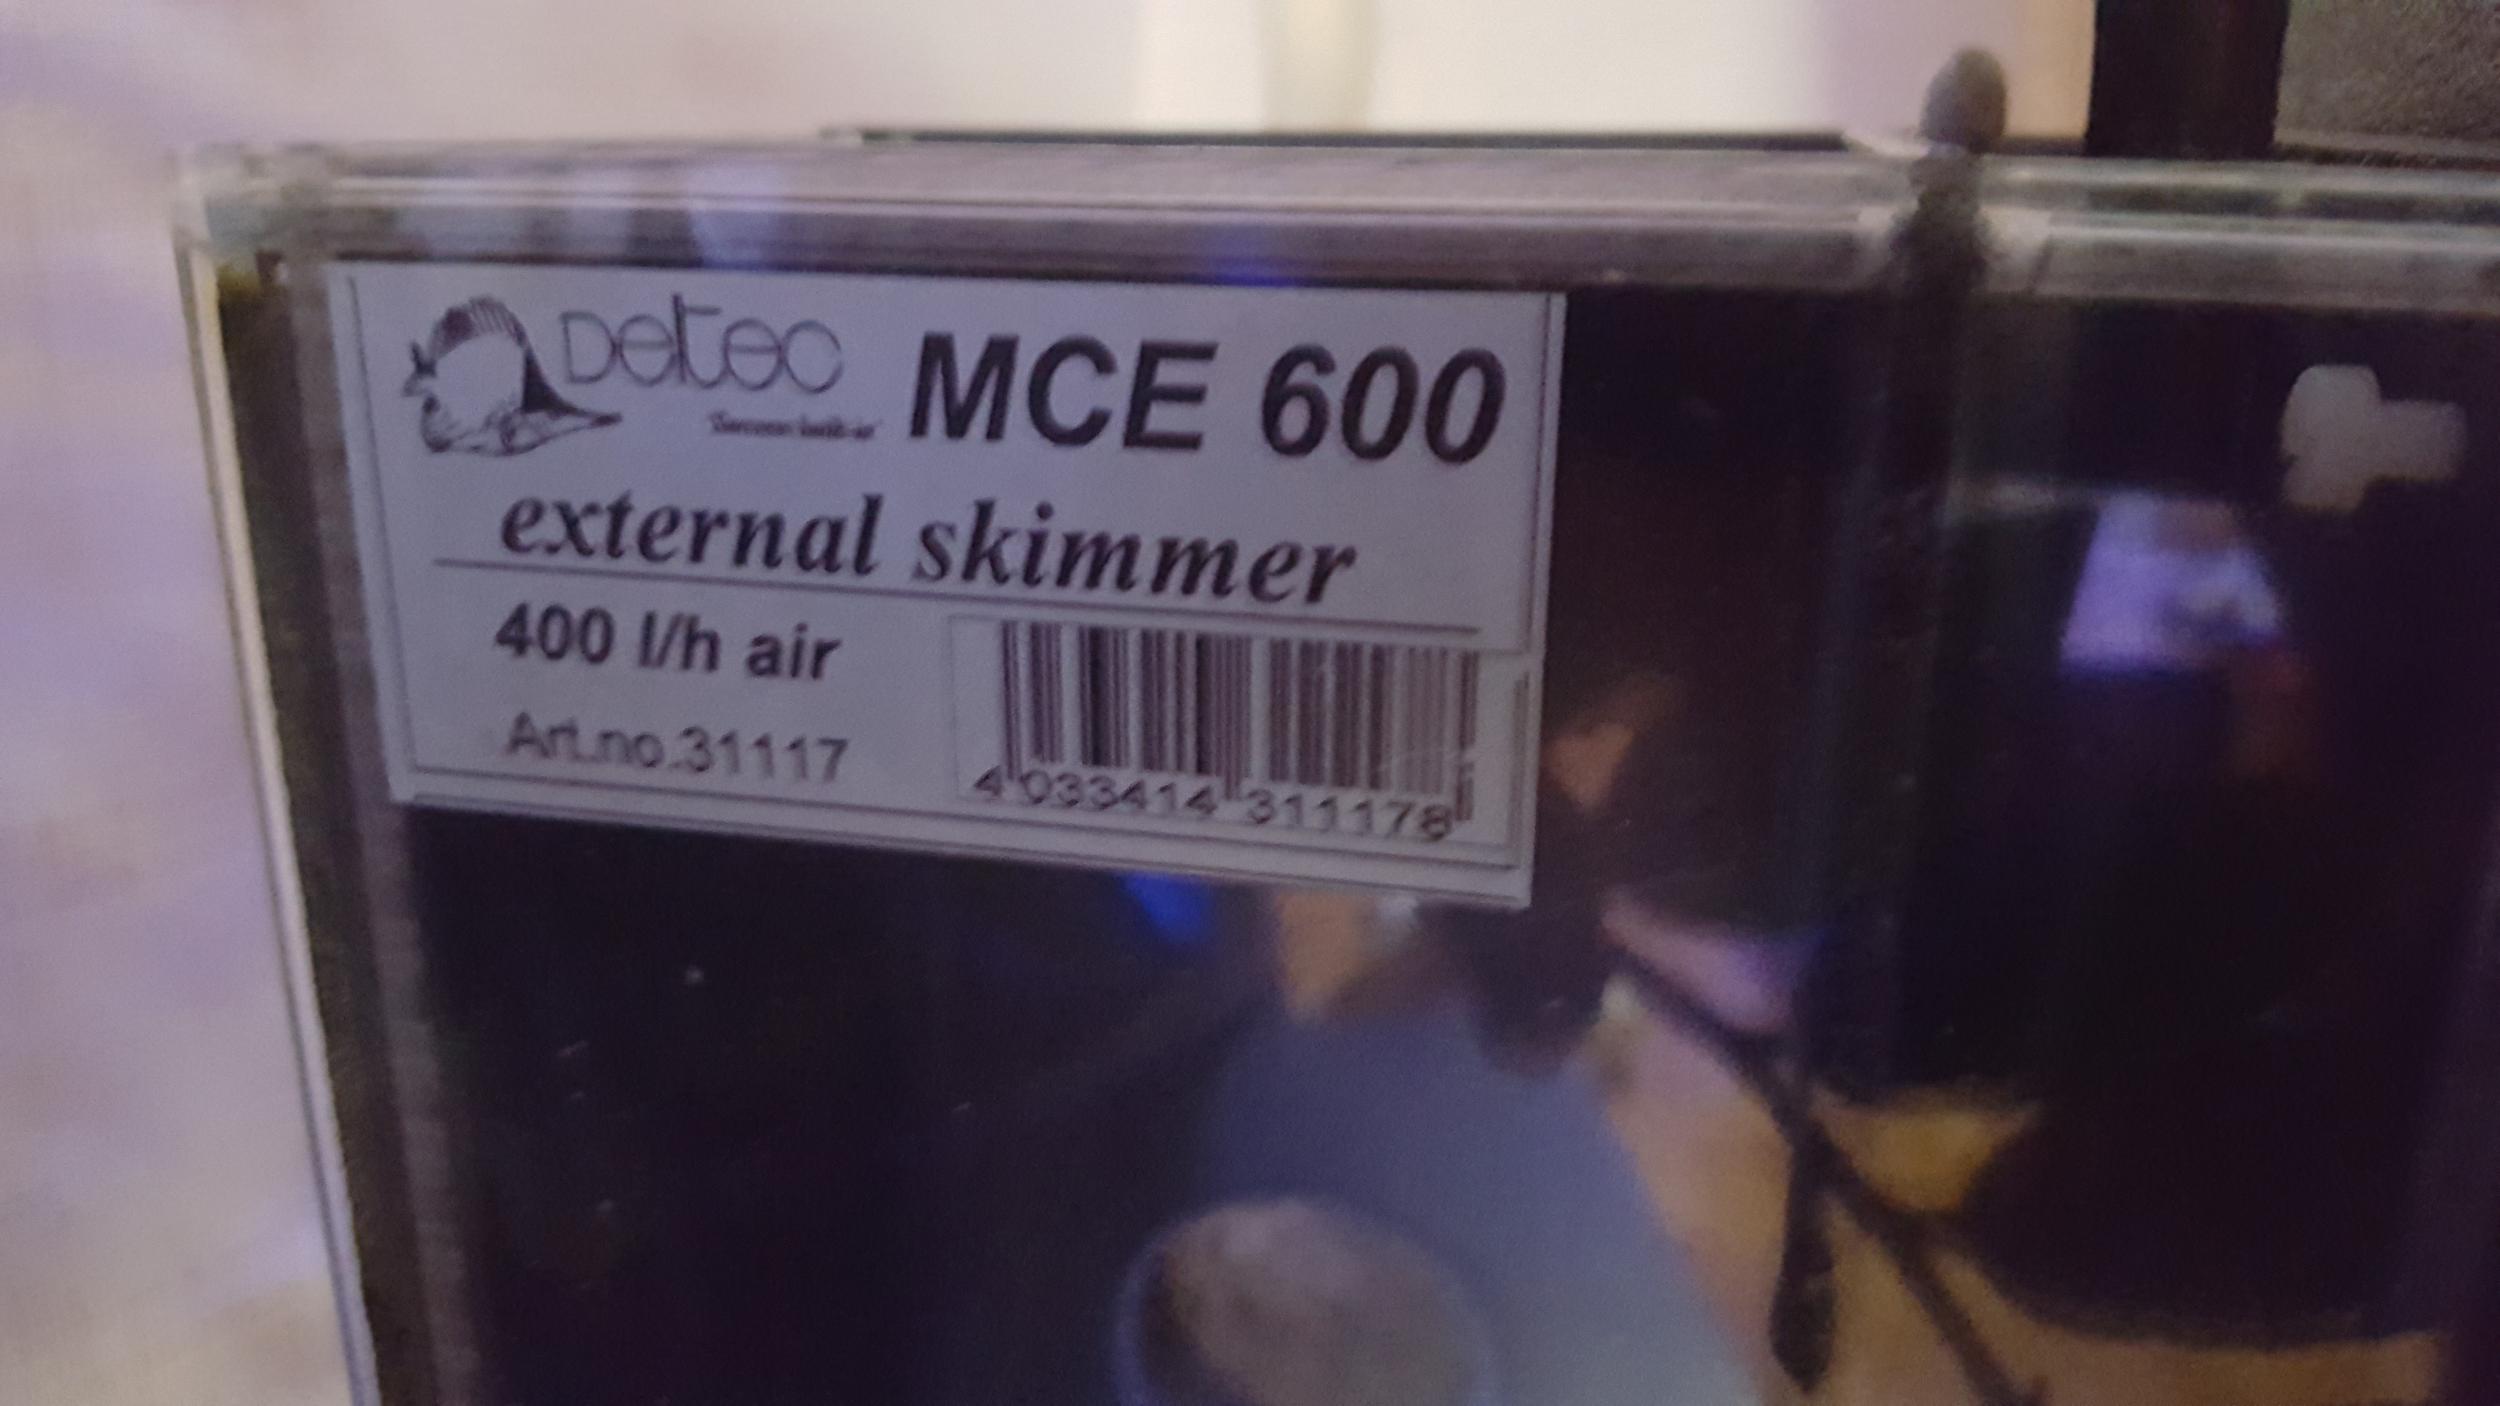 Deltec MCE 600
external skimmer
400 l/h air
Art.no.31117
4 033414 311178